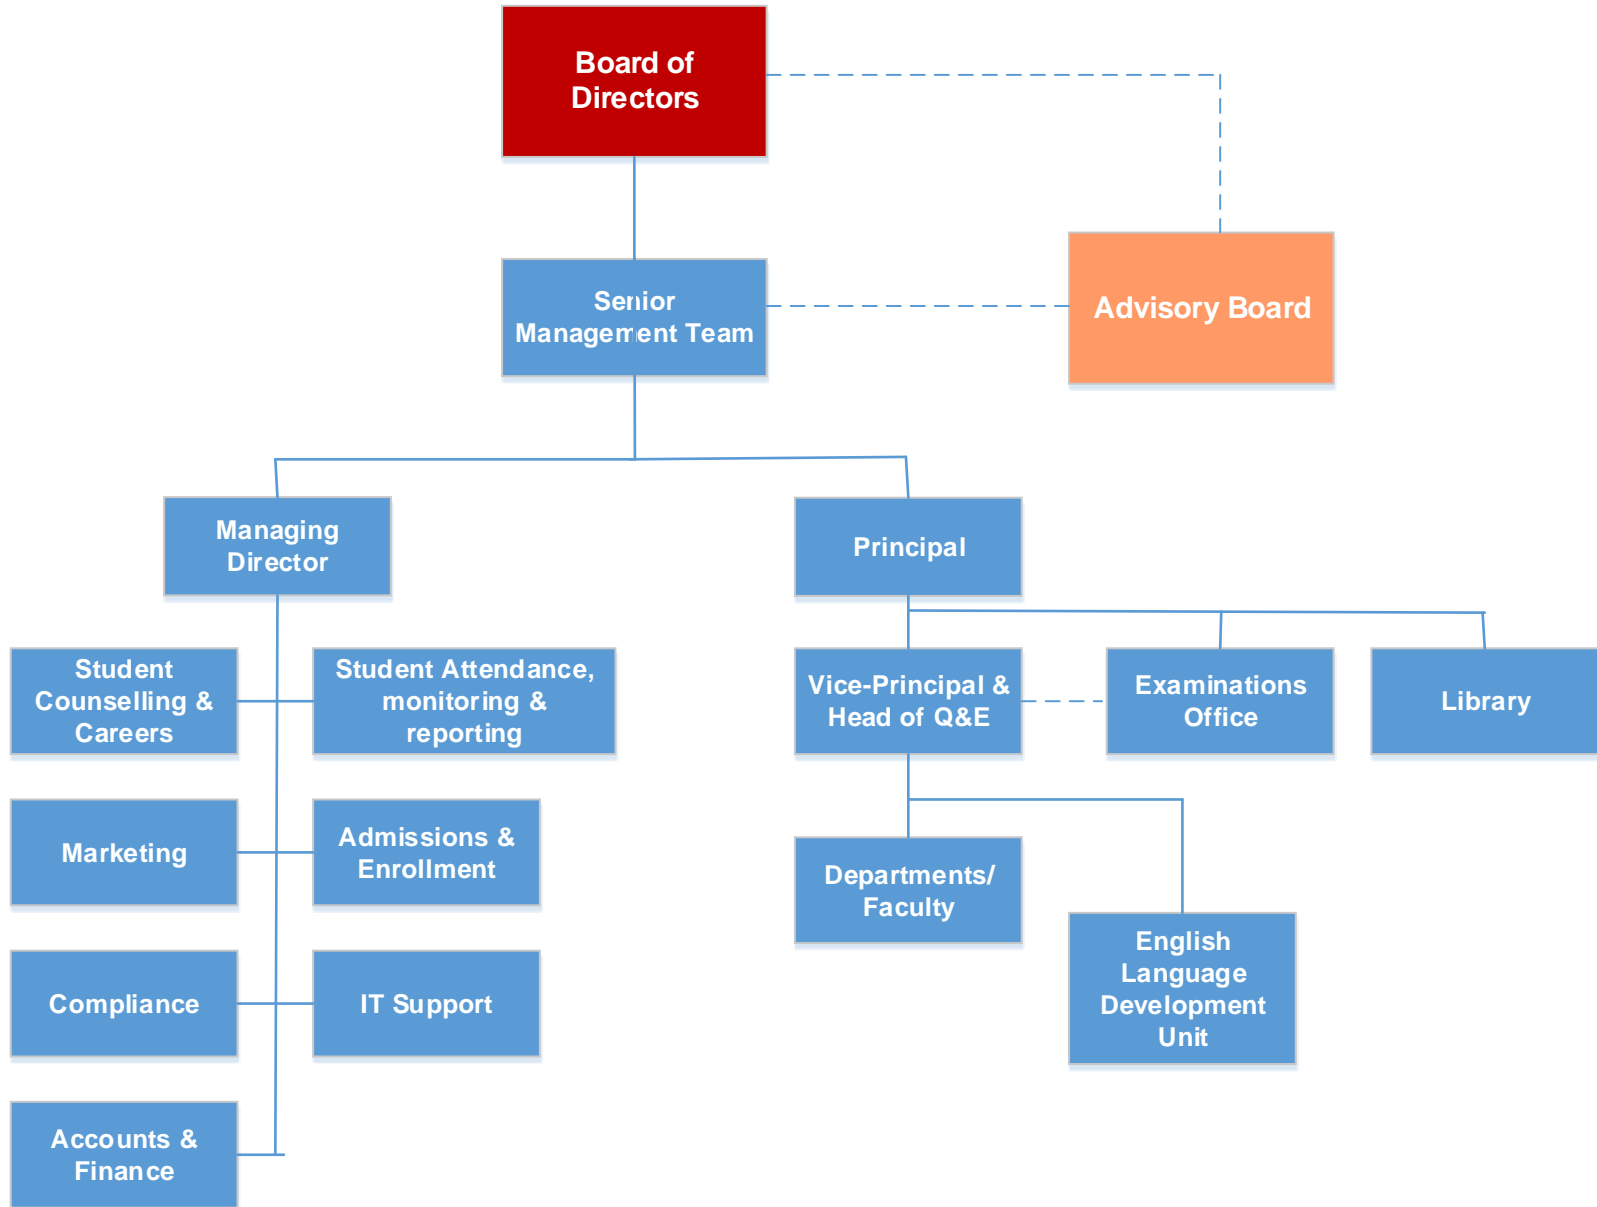 Board of
Directors
Senior
Management Team
Advisory Board
Managing
Director
Principal
Student
Counselling &
Careers
Student Attendance,
monitoring &
reporting
Vice-Principal &
Head of Q&E
Examinations
Office
Library
Marketing
Admissions &
Enrollment
Departments/
Faculty
English
Language
Development
Unit
Compliance
IT Support
Accounts &
Finance